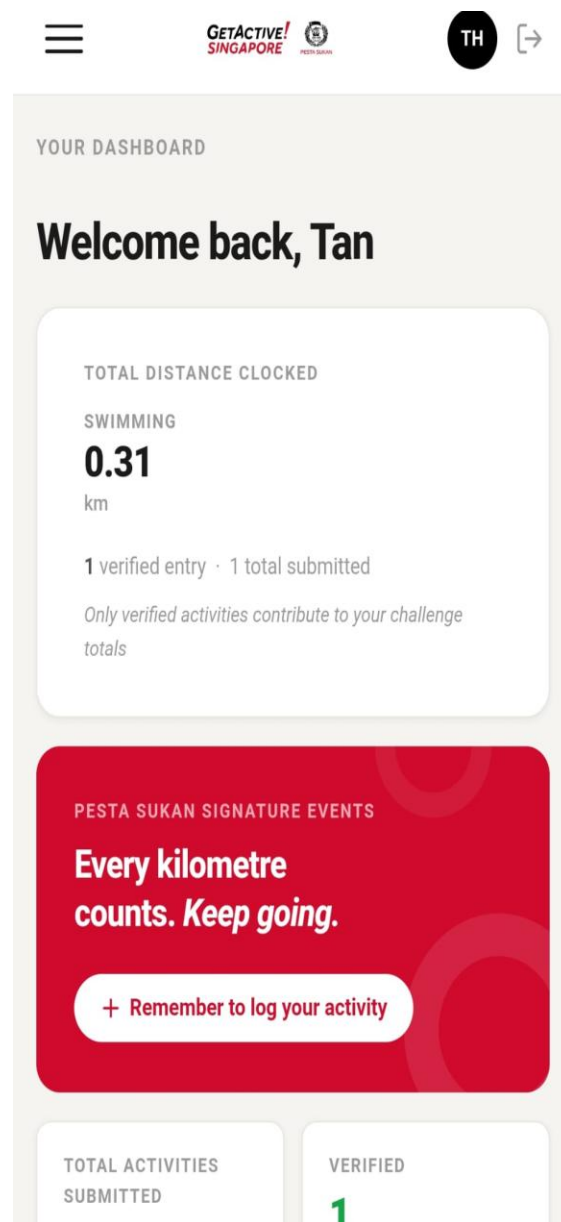 GETACTIVE!
SINGAPORE
PESTA SUKAN
TH
YOUR DASHBOARD
Welcome back, Tan
TOTAL DISTANCE CLOCKED
SWIMMING
0.31
km
1 verified entry · 1 total submitted
Only verified activities contribute to your challenge
totals
PESTA SUKAN SIGNATURE EVENTS
Every kilometre
counts. Keep going.
+ Remember to log your activity
TOTAL ACTIVITIES
SUBMITTED
VERIFIED
1